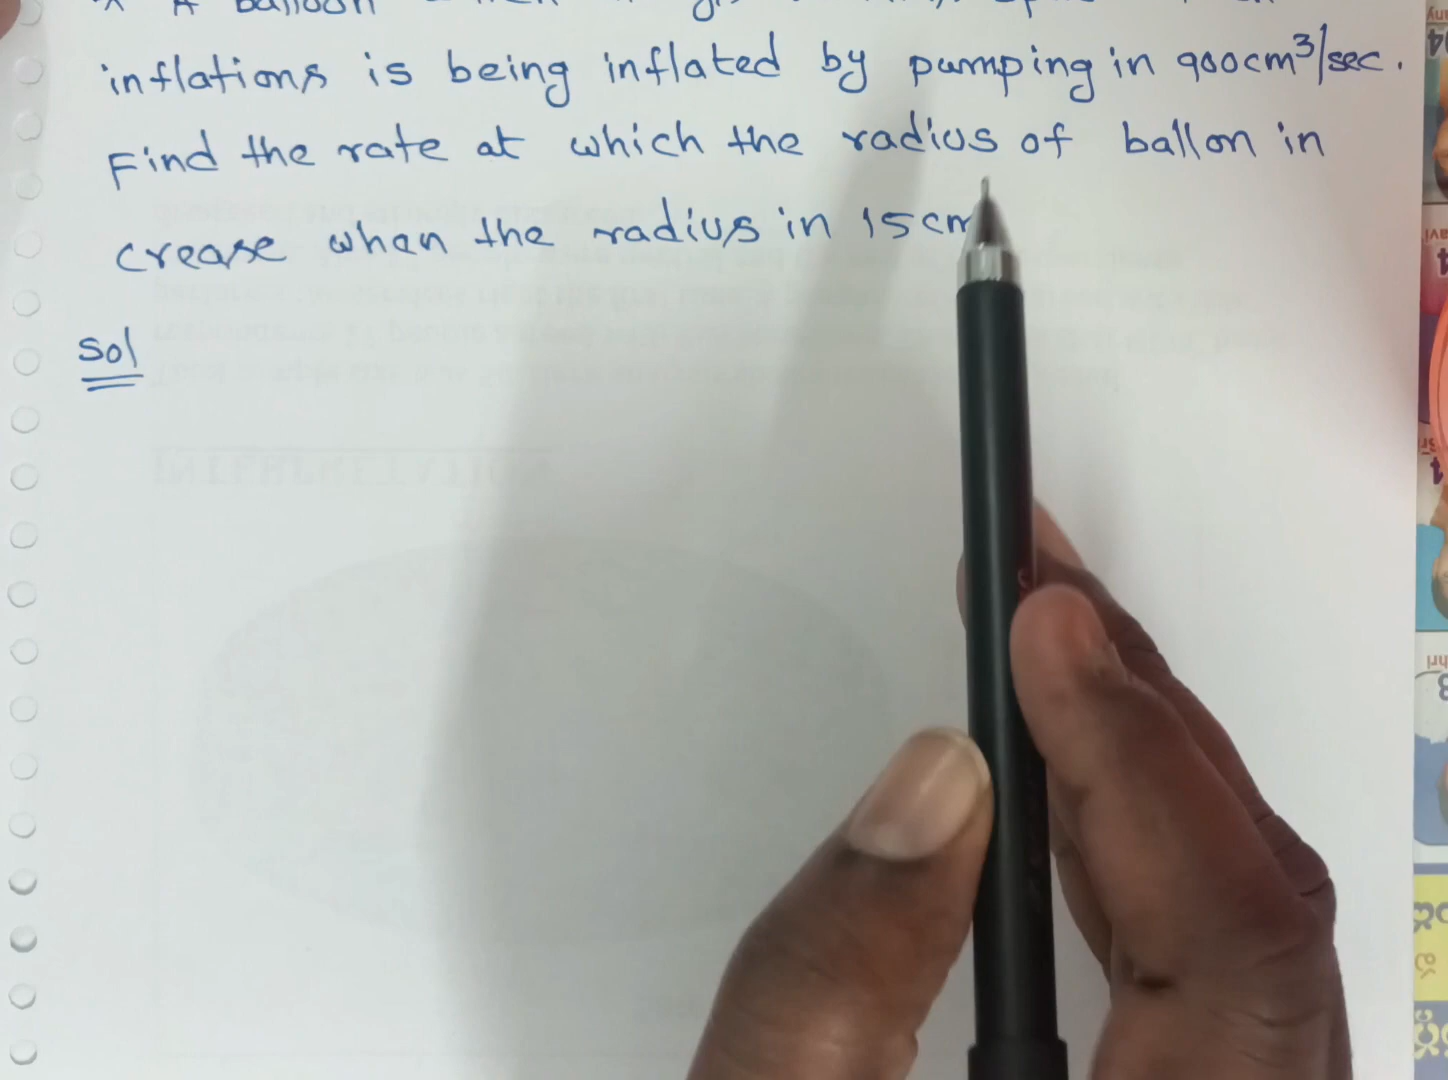 A balloon
inflations is being inflated by pumping in 900cm³/sec.
Find the rate at which the radius of ballon in
crease when the radius in 15cm
Sol